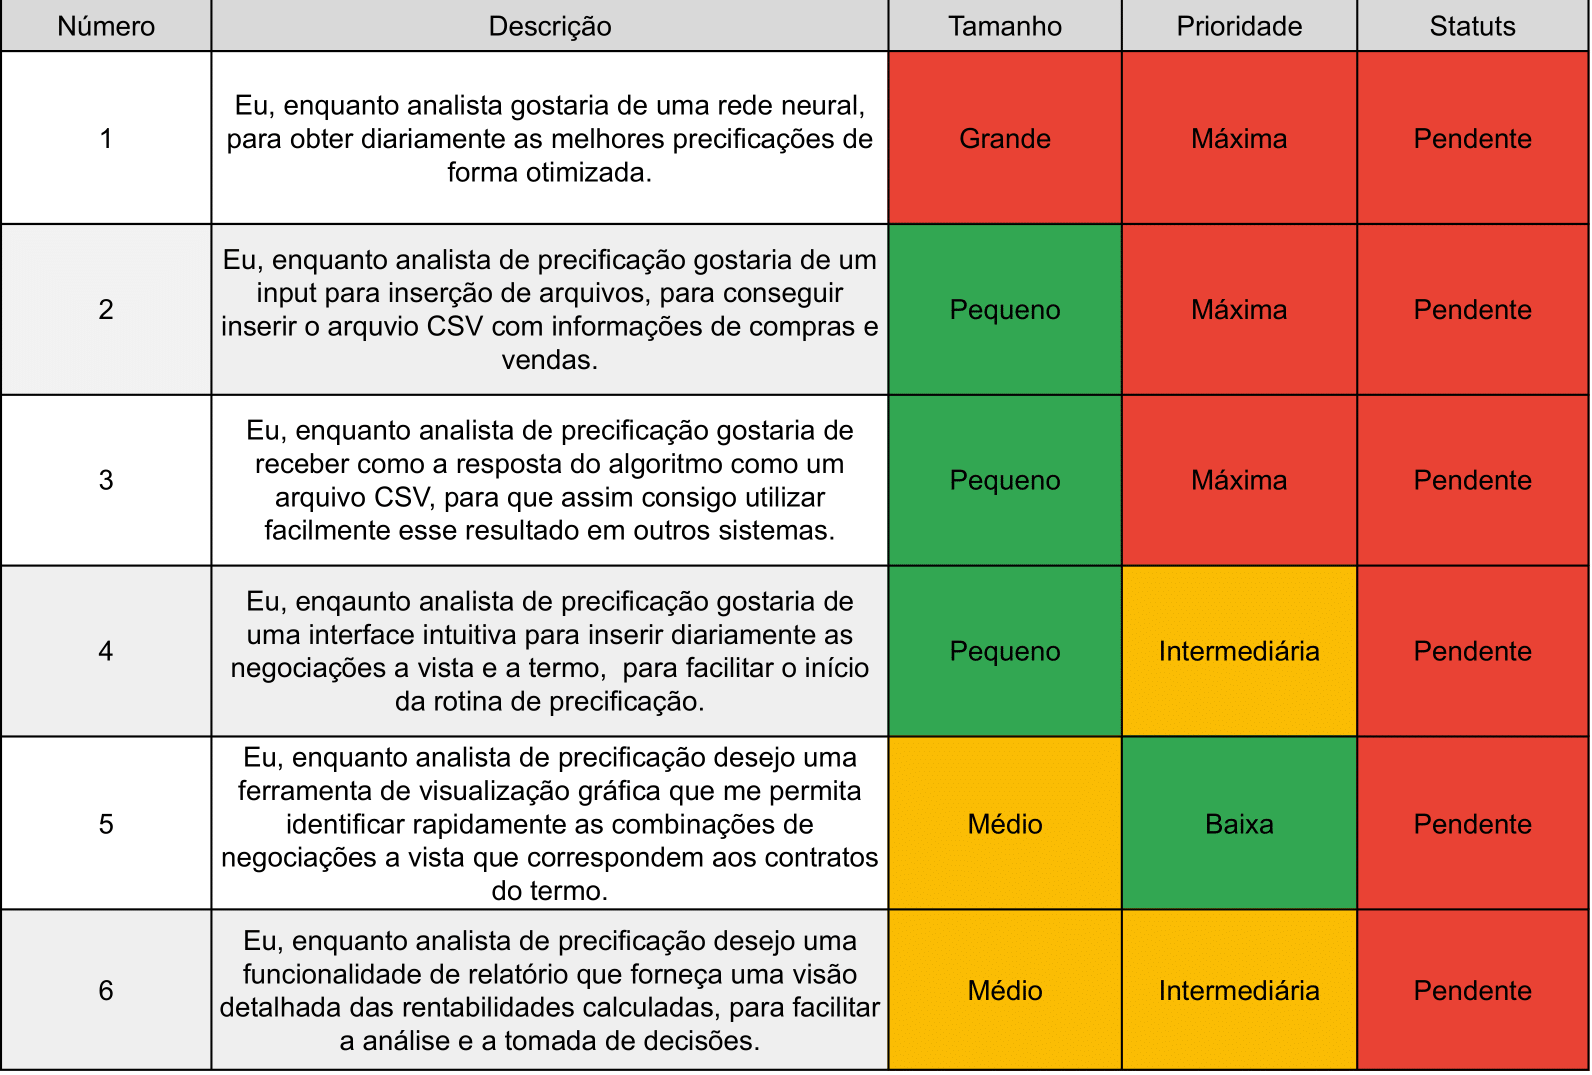 Número Descrição Tamanho Prioridade Statuts
Eu, enquanto analista gostaria de uma rede neural,
1 para obter diariamente as melhores precificações de Grande Máxima Pendente
forma otimizada.
Eu, enquanto analista de precificação gostaria de um
input para inserção de arquivos, para conseguir
2 Pequeno Máxima Pendente
inserir o arquvio CSV com informações de compras e
vendas.
Eu, enquanto analista de precificação gostaria de
receber como a resposta do algoritmo como um
3 Pequeno Máxima Pendente
arquivo CSV, para que assim consigo utilizar
facilmente esse resultado em outros sistemas.
Eu, enqaunto analista de precificação gostaria de
uma interface intuitiva para inserir diariamente as
4 Pequeno Intermediária Pendente
negociações a vista e a termo, para facilitar o início
da rotina de precificação.
Eu, enquanto analista de precificação desejo uma
ferramenta de visualização gráfica que me permita
5 identificar rapidamente as combinações de Médio Baixa Pendente
negociações a vista que correspondem aos contratos
do termo.
Eu, enquanto analista de precificação desejo uma
funcionalidade de relatório que forneça uma visão
6 Médio Intermediária Pendente
detalhada das rentabilidades calculadas, para facilitar
a análise e a tomada de decisões.